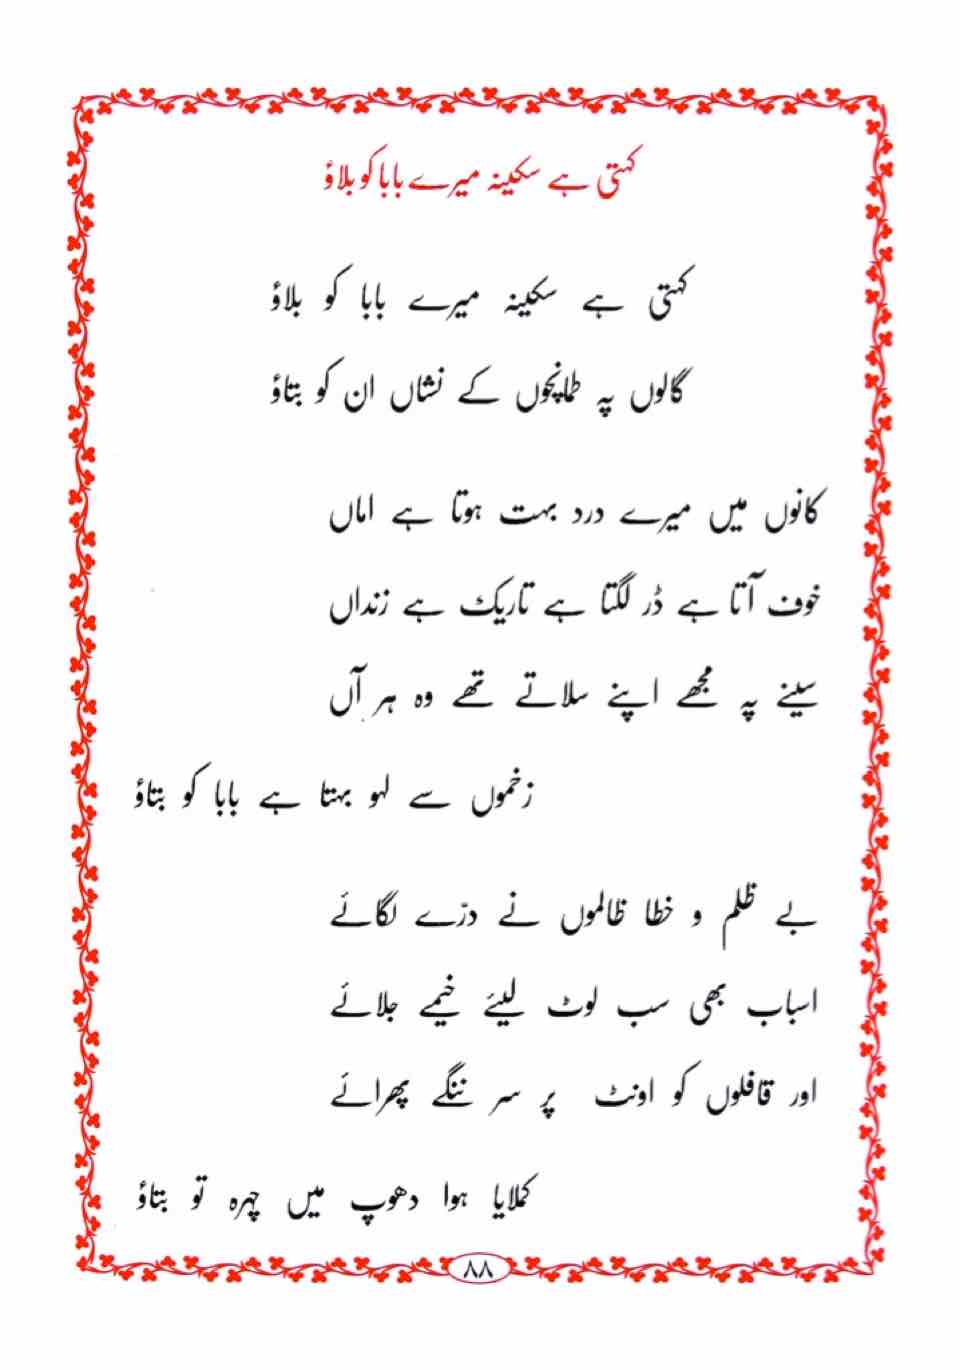 کہتی ہے سکینہ میرے بابا کو بلاؤ
کہتی ہے سکینہ میرے بابا کو بلاؤ
گالوں پہ طمانچوں کے نشاں ان کو بتاؤ
کانوں میں میرے درد بہت ہوتا ہے اماں
خوف آتا ہے ڈر لگتا ہے تاریک ہے زنداں
سینے پہ مجھے اپنے سلاتے تھے وہ ہر آں
زخموں سے لہو بہتا ہے بابا کو بتاؤ
بے ظلم و خطا ظالموں نے درّے لگائے
اسباب بھی سب لوٹ لیئے خیمے جلائے
اور قافلوں کو اونٹ پر سر ننگے پھرائے
کملایا ہوا دھوپ میں چہرہ تو بتاؤ
۸۸